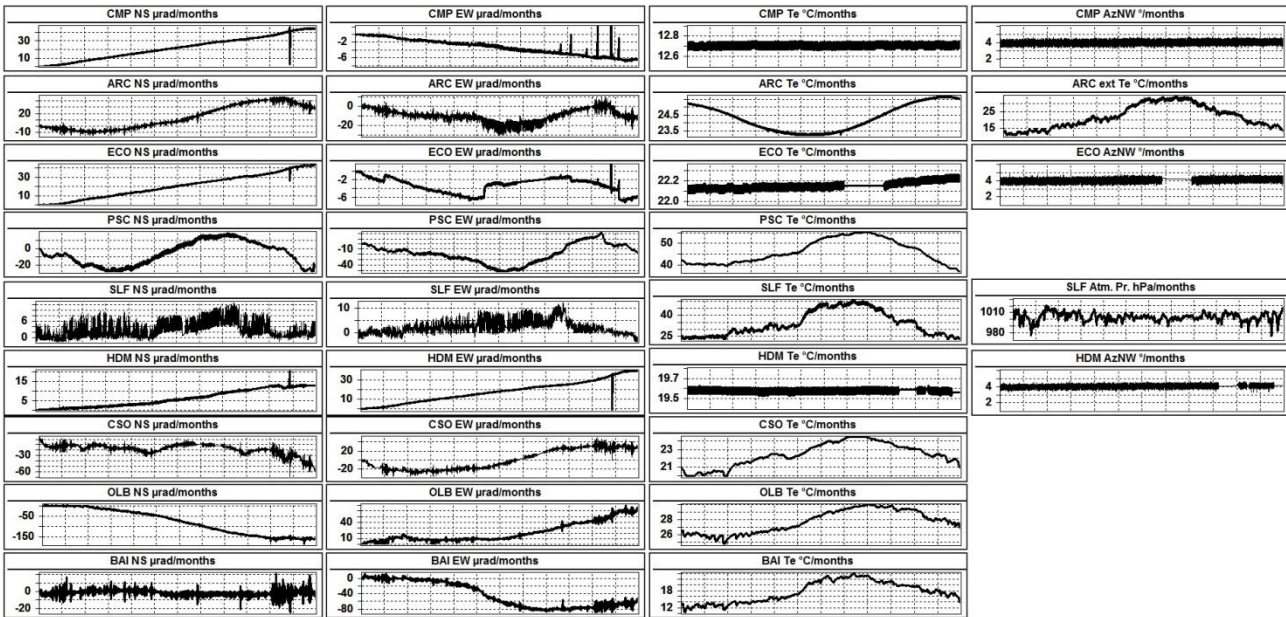 CMP NS µrad/months
30
10
CMP EW µrad/months
-2
-6
CMP Te °C/months
12.8
12.6
CMP AzNW °/months
4
2
ARC NS µrad/months
20
-10
ARC EW µrad/months
0
-20
ARC Te °C/months
24.5
23.5
ARC ext Te °C/months
25
15
ECO NS µrad/months
30
10
ECO EW µrad/months
-2
-6
ECO Te °C/months
22.2
22.0
ECO AzNW °/months
4
2
PSC NS µrad/months
0
-20
PSC EW µrad/months
-10
-40
PSC Te °C/months
50
40
SLF NS µrad/months
6
0
SLF EW µrad/months
10
0
SLF Te °C/months
40
25
SLF Atm. Pr. hPa/months
1010
980
HDM NS µrad/months
15
5
HDM EW µrad/months
30
10
HDM Te °C/months
19.7
19.5
HDM AzNW °/months
4
2
CSO NS µrad/months
-30
-60
CSO EW µrad/months
20
-20
CSO Te °C/months
23
21
OLB NS µrad/months
-50
-150
OLB EW µrad/months
40
10
OLB Te °C/months
28
26
BAI NS µrad/months
0
-20
BAI EW µrad/months
0
-40
-80
BAI Te °C/months
18
12